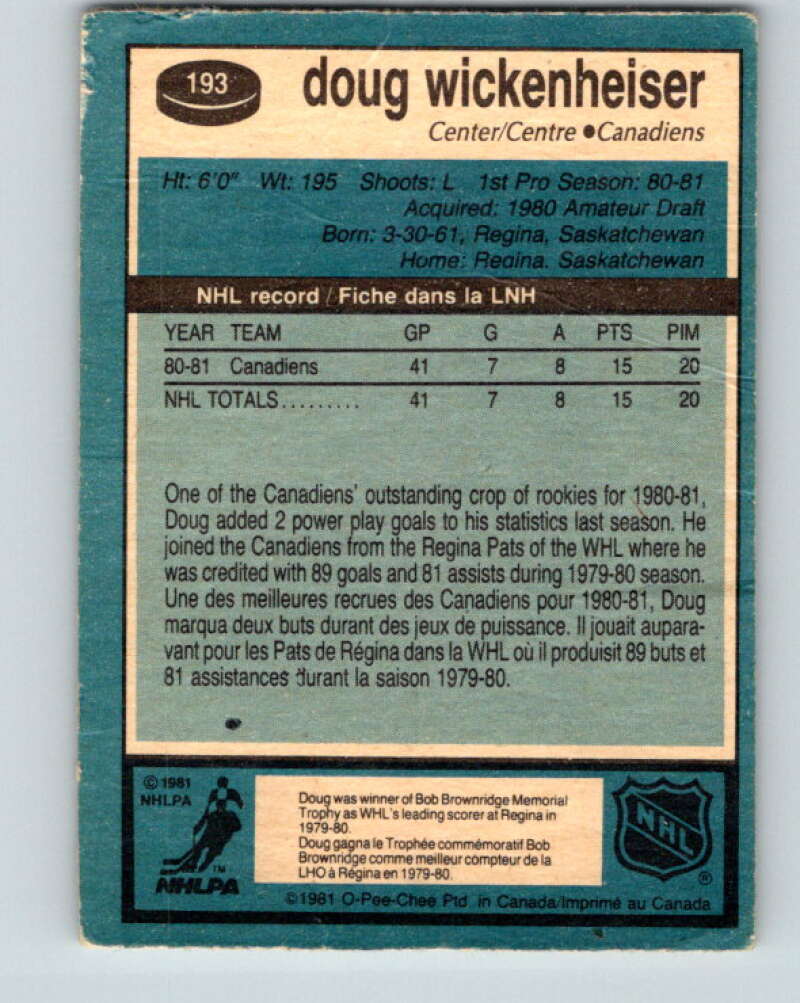 193
doug wickenheiser
Center/Centre ●Canadiens
Ht: 6'0" Wt: 195 Shoots: L 1st Pro Season: 80-81
Acquired: 1980 Amateur Draft
Born: 3-30-61, Regina, Saskatchewan
Home: Regina, Saskatchewan
NHL record / Fiche dans la LNH
YEAR TEAM GP G A PTS PIM
80-81 Canadiens 41 7 8 15 20
NHL TOTALS......... 41 7 8 15 20
One of the Canadiens' outstanding crop of rookies for 1980-81,
Doug added 2 power play goals to his statistics last season. He
joined the Canadiens from the Regina Pats of the WHL where he
was credited with 89 goals and 81 assists during 1979-80 season.
Une des meilleures recrues des Canadiens pour 1980-81, Doug
marqua deux buts durant des jeux de puissance. Il jouait aupara-
vant pour les Pats de Régina dans la WHL où il produisit 89 buts et
81 assistances durant la saison 1979-80.
© 1981
NHLPA
TM
NHLPA
Doug was winner of Bob Brownridge Memorial
Trophy as WHL's leading scorer at Regina in
1979-80.
Doug gagna le Trophée commémoratif Bob
Brownridge comme meilleur compteur de la
LHO à Régina en 1979-80.
NHL
®
©1981 O-Pee-Chee Ptd. in Canada/Imprimé au Canada